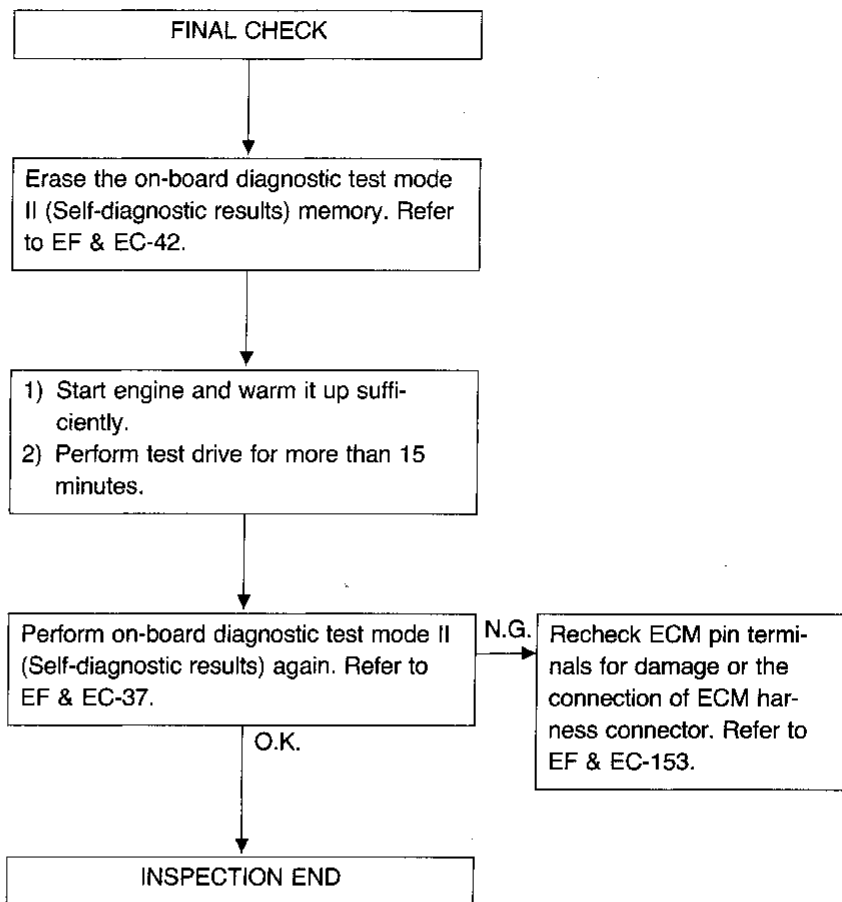 FINAL CHECK
Erase the on-board diagnostic test mode
II (Self-diagnostic results) memory. Refer
to EF & EC-42.
1) Start engine and warm it up suffi-
ciently.
2) Perform test drive for more than 15
minutes.
Perform on-board diagnostic test mode II
(Self-diagnostic results) again. Refer to
EF & EC-37.
N.G.
Recheck ECM pin termi-
nals for damage or the
connection of ECM har-
ness connector. Refer to
EF & EC-153.
O.K.
INSPECTION END